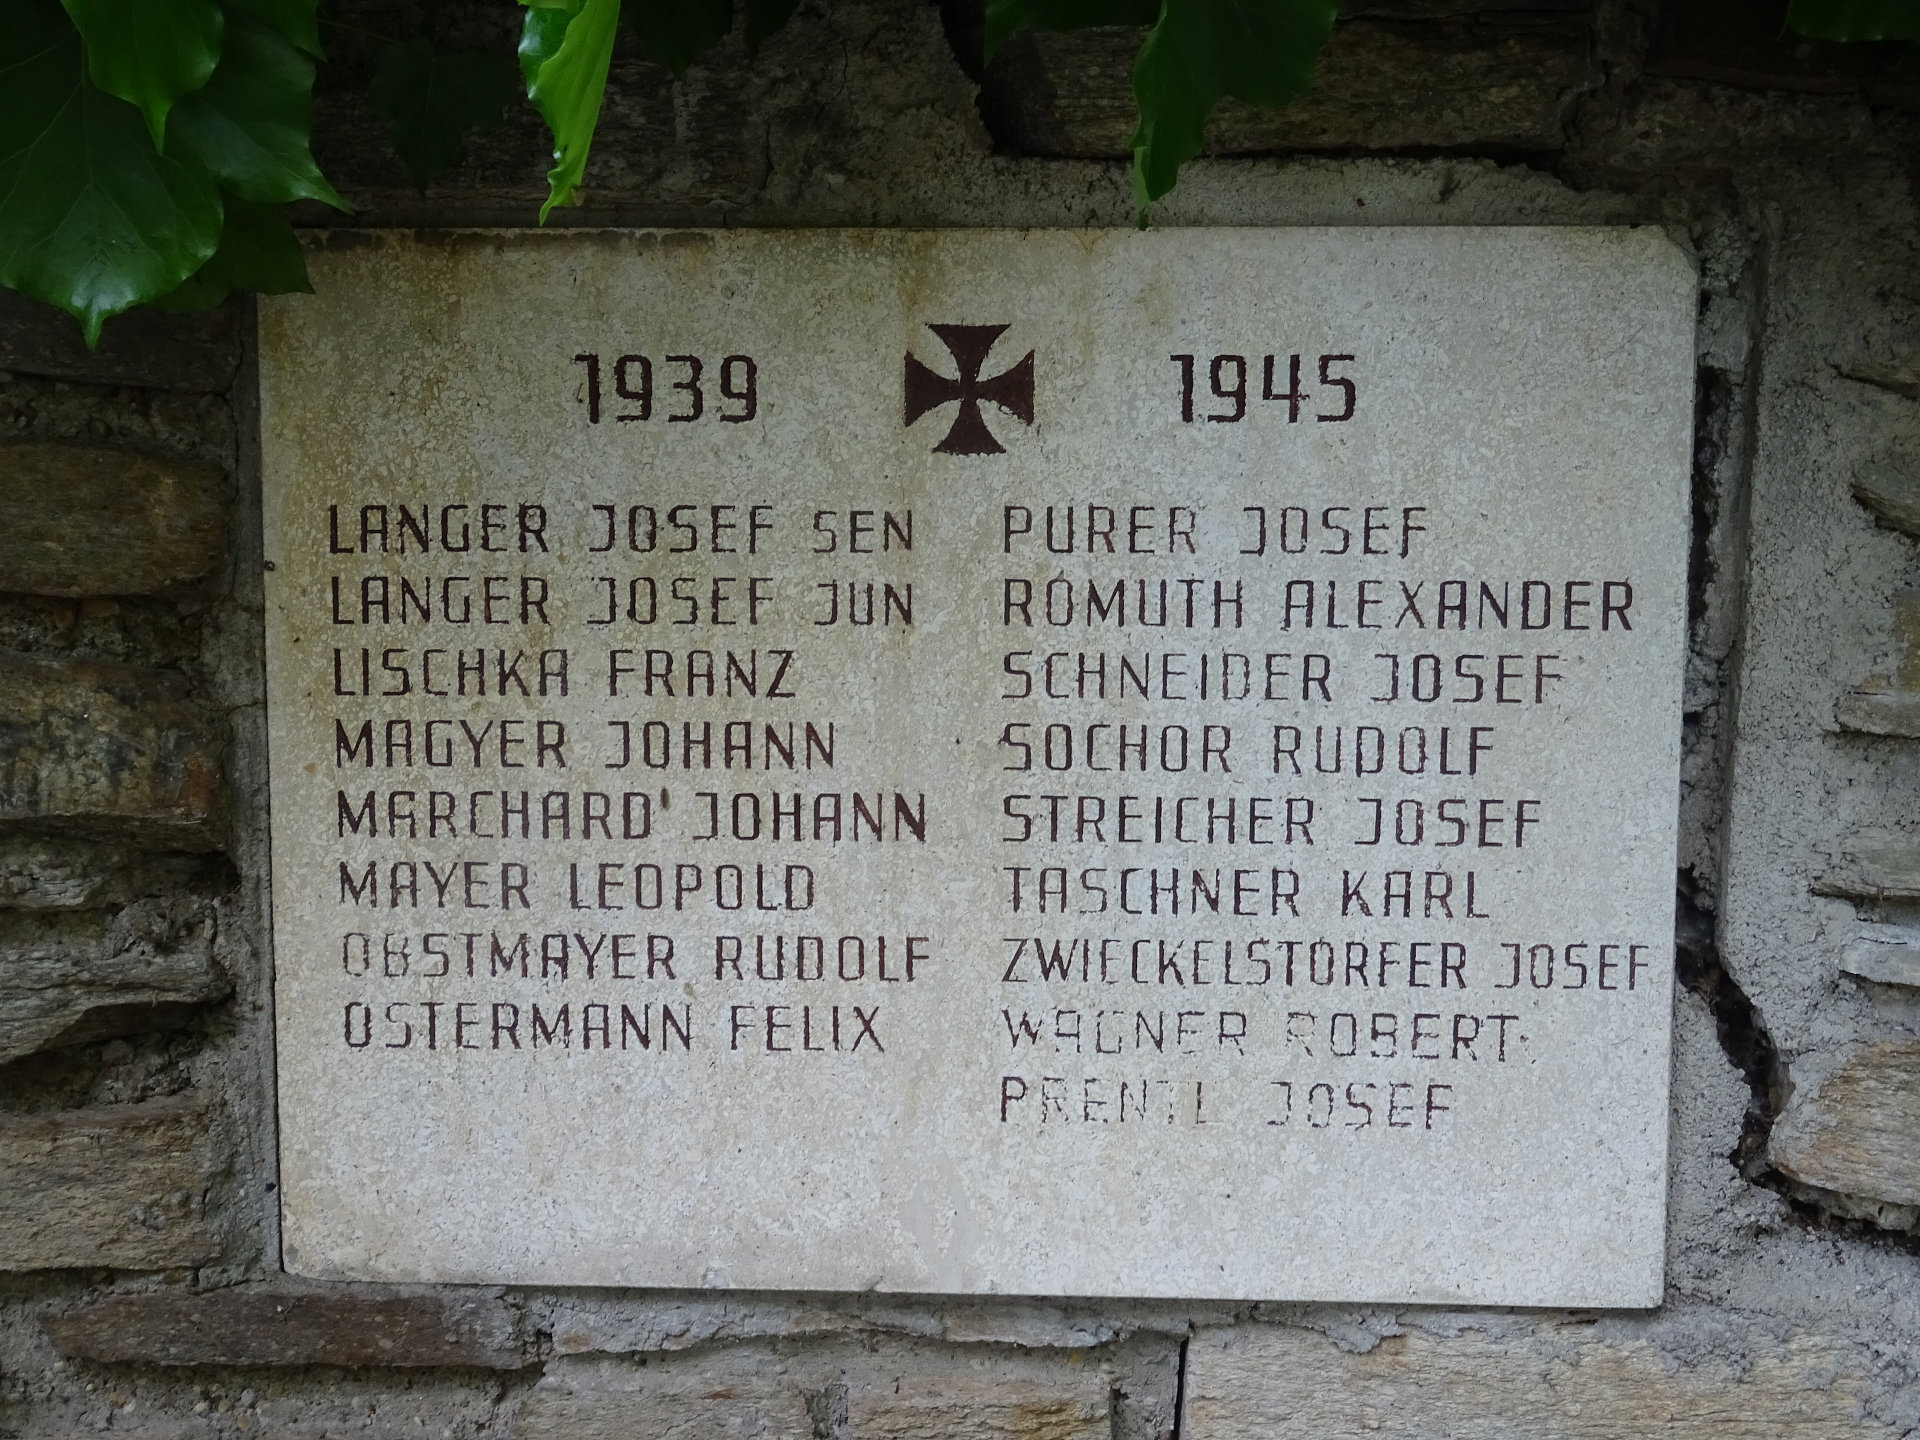 1939 1945
LANGER JOSEF SEN
LANGER JOSEF JUN
LISCHKA FRANZ
MAGYER JOHANN
MARCHARD JOHANN
MAYER LEOPOLD
OBSTMAYER RUDOLF
OSTERMANN FELIX
PURER JOSEF
ROMUTH ALEXANDER
SCHNEIDER JOSEF
SOCHOR RUDOLF
STREICHER JOSEF
TASCHNER KARL
ZWIECKELSTORFER JOSEF
WAGNER ROBERT
PRENTL JOSEF